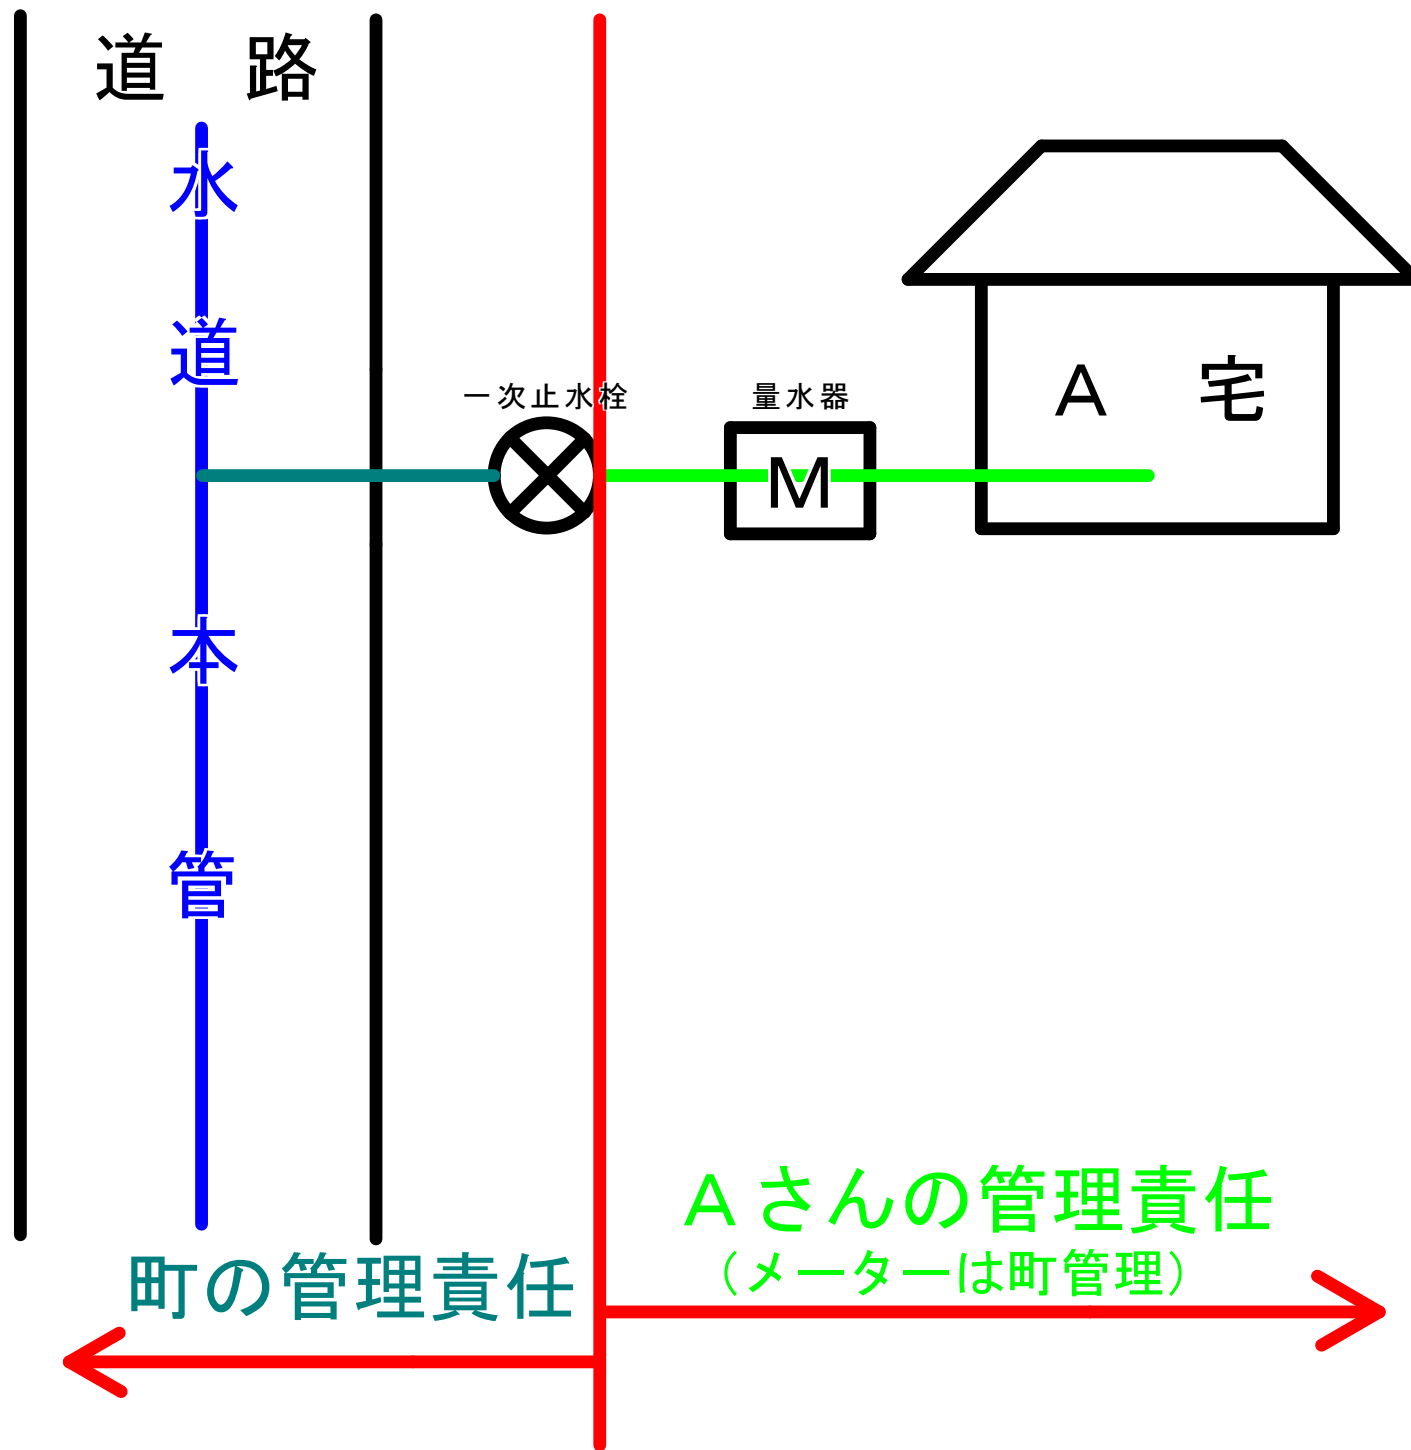 道　路
水道本管
一次止水栓
量水器
M
A　宅
Aさんの管理責任
（メーターは町管理）
町の管理責任